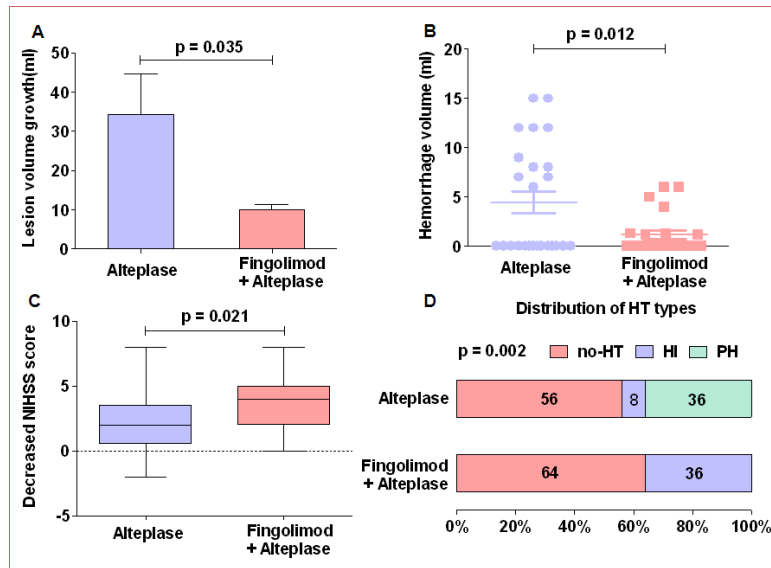 A
p = 0.035
Lesion volume growth(ml)
50
40
30
20
10
0
Alteplase
Fingolimod
+ Alteplase
B
p = 0.012
Hemorrhage volume (ml)
20
15
10
5
0
Alteplase
Fingolimod
+ Alteplase
C
p = 0.021
Decreased NIHSS score
10
5
0
-5
Alteplase
Fingolimod
+ Alteplase
D
Distribution of HT types
p = 0.002
no-HT HI PH
Alteplase
56 8 36
Fingolimod
+ Alteplase
64 36
0% 20% 40% 60% 80% 100%